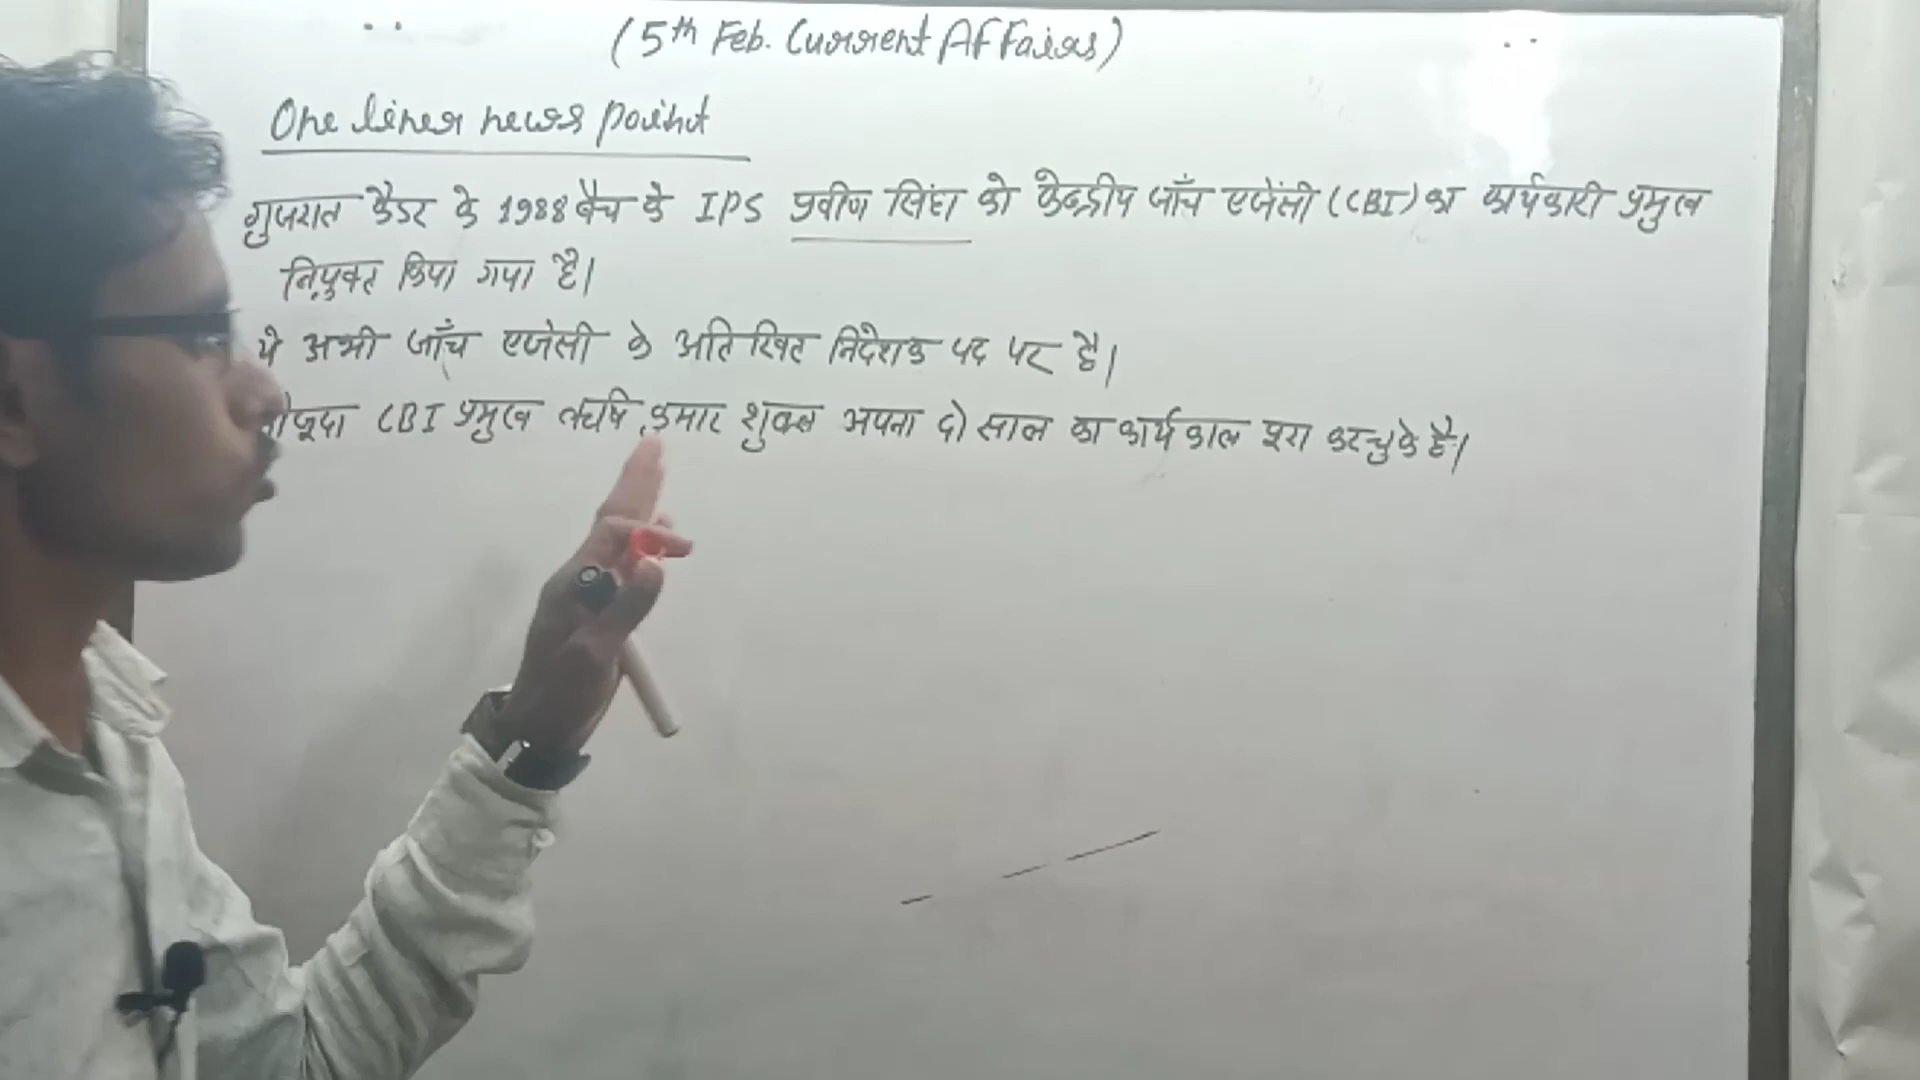 (5th Feb. Current Affairs)
One liner news point
गुजरात कैडर के 1988 बैच के IPS प्रवीण सिंहा को केन्द्रीय जाँच एजेंसी (CBI) का कार्यकारी प्रमुख
नियुक्त किया गया है।
ये अभी जाँच एजेंसी के अतिरिक्त निदेशक पद पर है।
CBI प्रमुख ऋषि कुमार शुक्ल अपना दो साल का कार्यकाल पूरा कर चुके है।